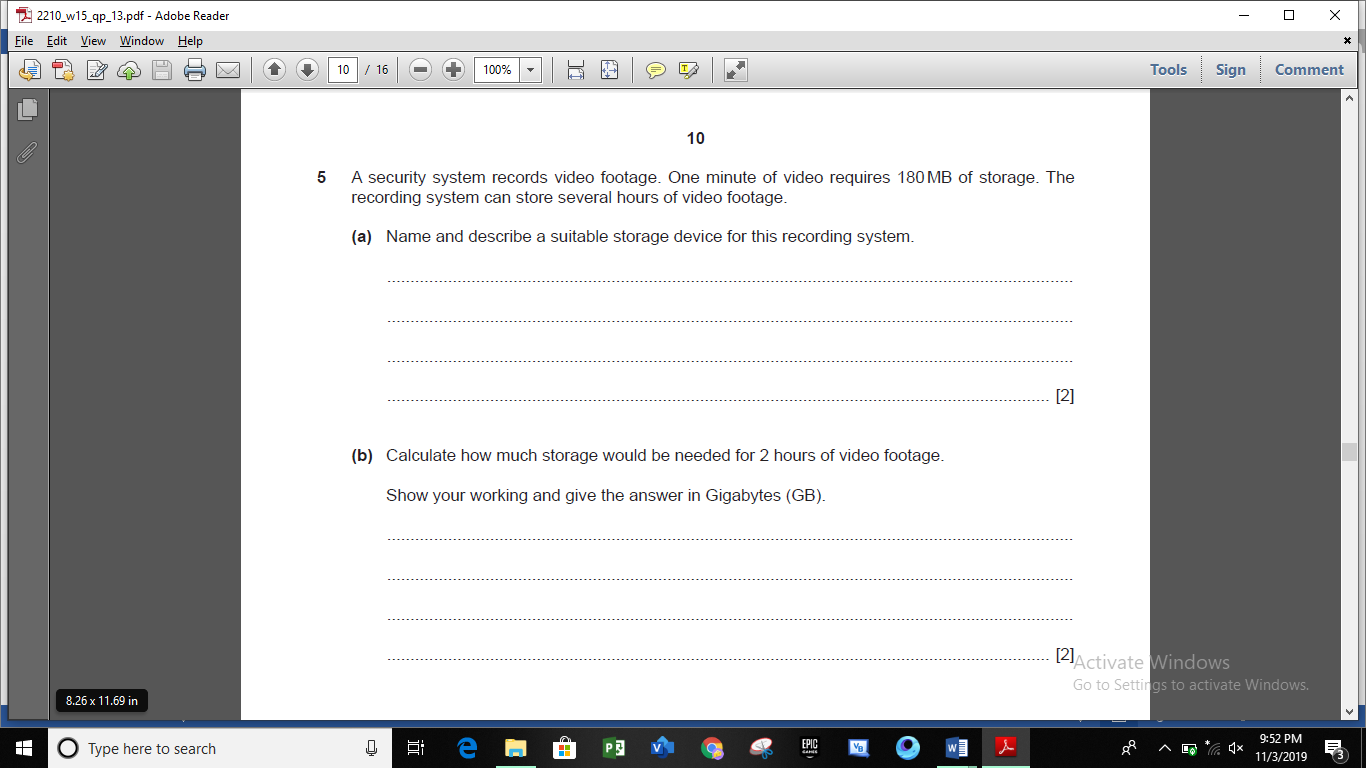 2210_w15_qp_13.pdf - Adobe Reader
File Edit View Window Help
10 / 16 100% Tools Sign Comment
10
5 A security system records video footage. One minute of video requires 180 MB of storage. The
recording system can store several hours of video footage.
(a) Name and describe a suitable storage device for this recording system.
[2]
(b) Calculate how much storage would be needed for 2 hours of video footage.
Show your working and give the answer in Gigabytes (GB).
[2]
Activate Windows
Go to Settings to activate Windows.
8.26 x 11.69 in
Type here to search
EPIC GAMES
VB
9:52 PM
11/3/2019
3